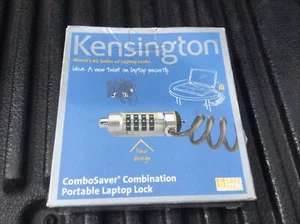 Kensington
World's #1 Seller of Laptop Locks
idea: A new twist on laptop security
New
design
ComboSaver® Combination
Portable Laptop Lock